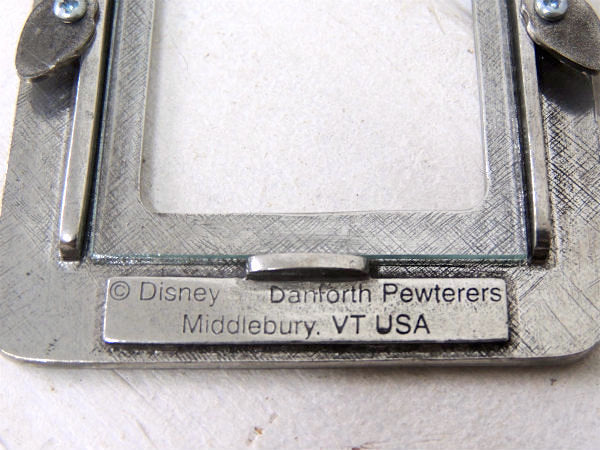 © Disney Danforth Pewterers
Middlebury. VT USA